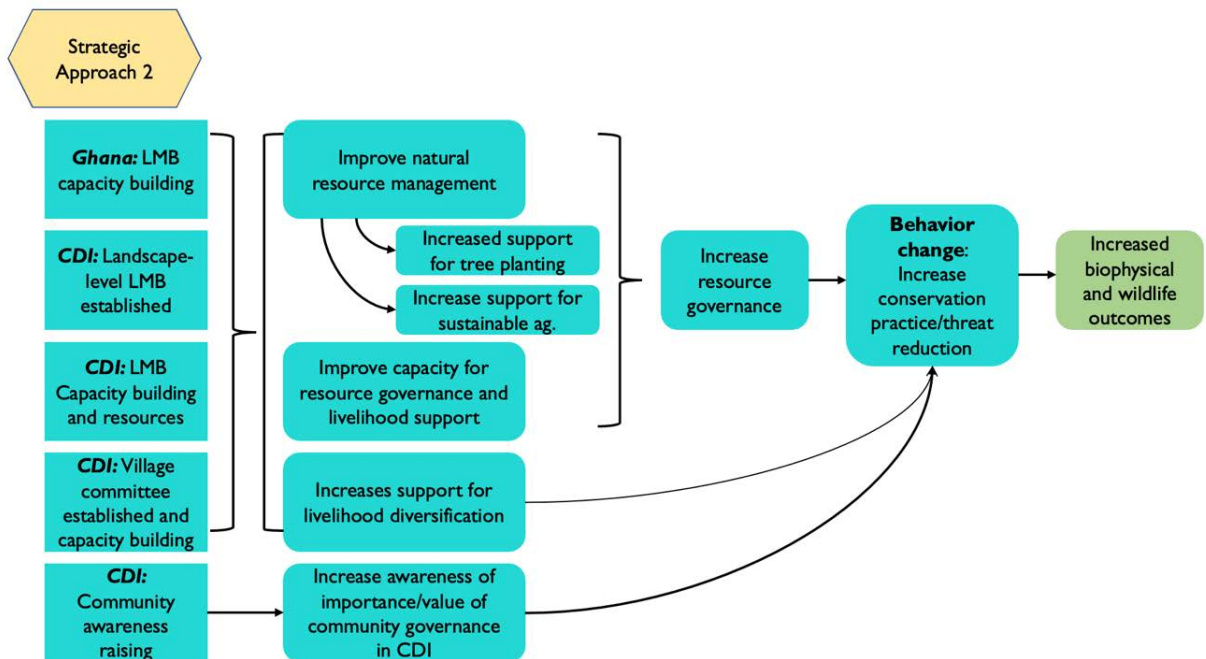 Strategic
Approach 2
Ghana: LMB
capacity building
CDI: Landscape-
level LMB
established
CDI: LMB
Capacity building
and resources
CDI: Village
committee
established and
capacity building
CDI:
Community
awareness
raising
Improve natural
resource management
Increased support
for tree planting
Increase support for
sustainable ag.
Improve capacity for
resource governance and
livelihood support
Increases support for
livelihood diversification
Increase awareness of
importance/value of
community governance
in CDI
Increase
resource
governance
Behavior
change:
Increase
conservation
practice/threat
reduction
Increased
biophysical
and wildlife
outcomes